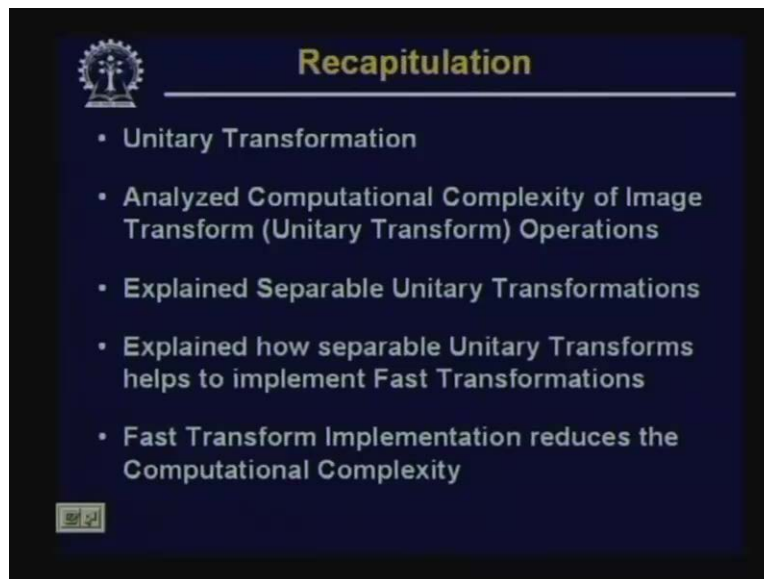 Recapitulation
• Unitary Transformation
• Analyzed Computational Complexity of Image
Transform (Unitary Transform) Operations
• Explained Separable Unitary Transformations
• Explained how separable Unitary Transforms
helps to implement Fast Transformations
• Fast Transform Implementation reduces the
Computational Complexity